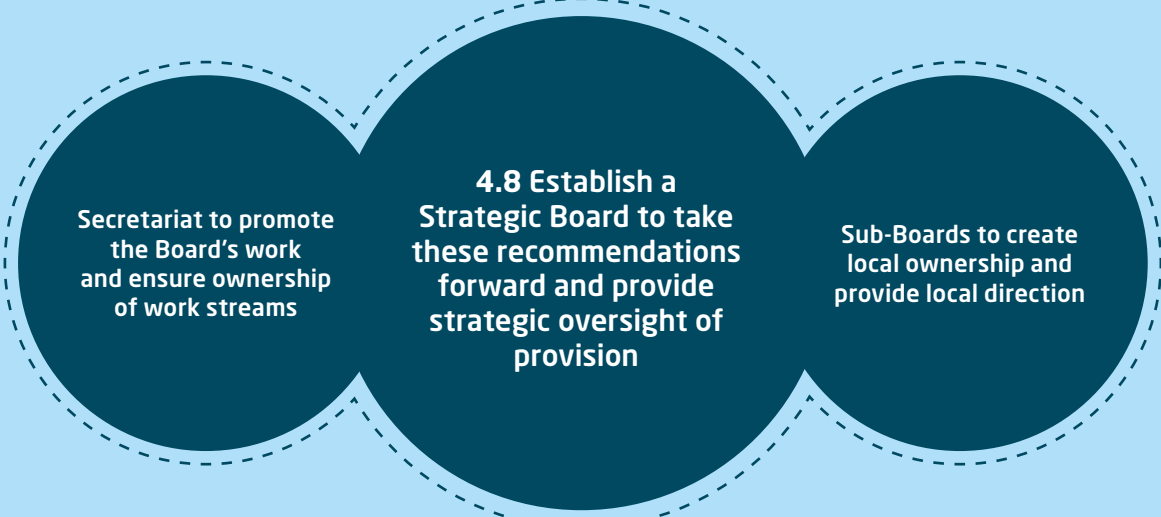 Secretariat to promote
the Board's work
and ensure ownership
of work streams
4.8 Establish a
Strategic Board to take
these recommendations
forward and provide
strategic oversight of
provision
Sub-Boards to create
local ownership and
provide local direction